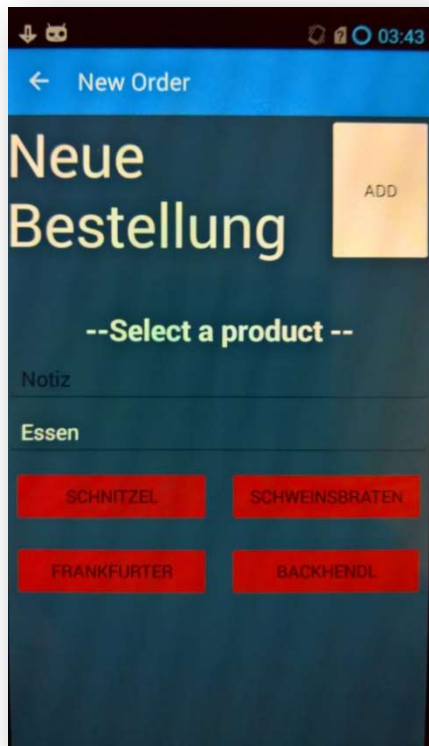 03:43
New Order
Neue
Bestellung
ADD
--Select a product --
Notiz
Essen
SCHNITZEL SCHWEINSBRATEN
FRANKFURTER BACKHENDL